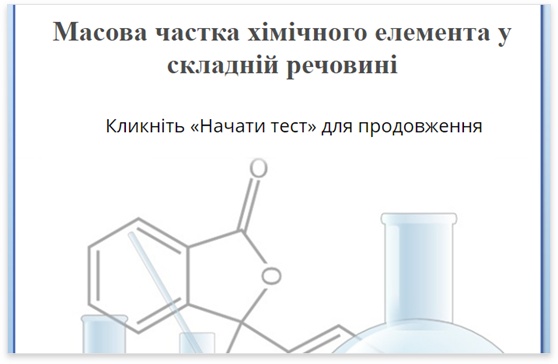 Масова частка хімічного елемента у
складній речовині
Кликніть «Начати тест» для продовження
O
O